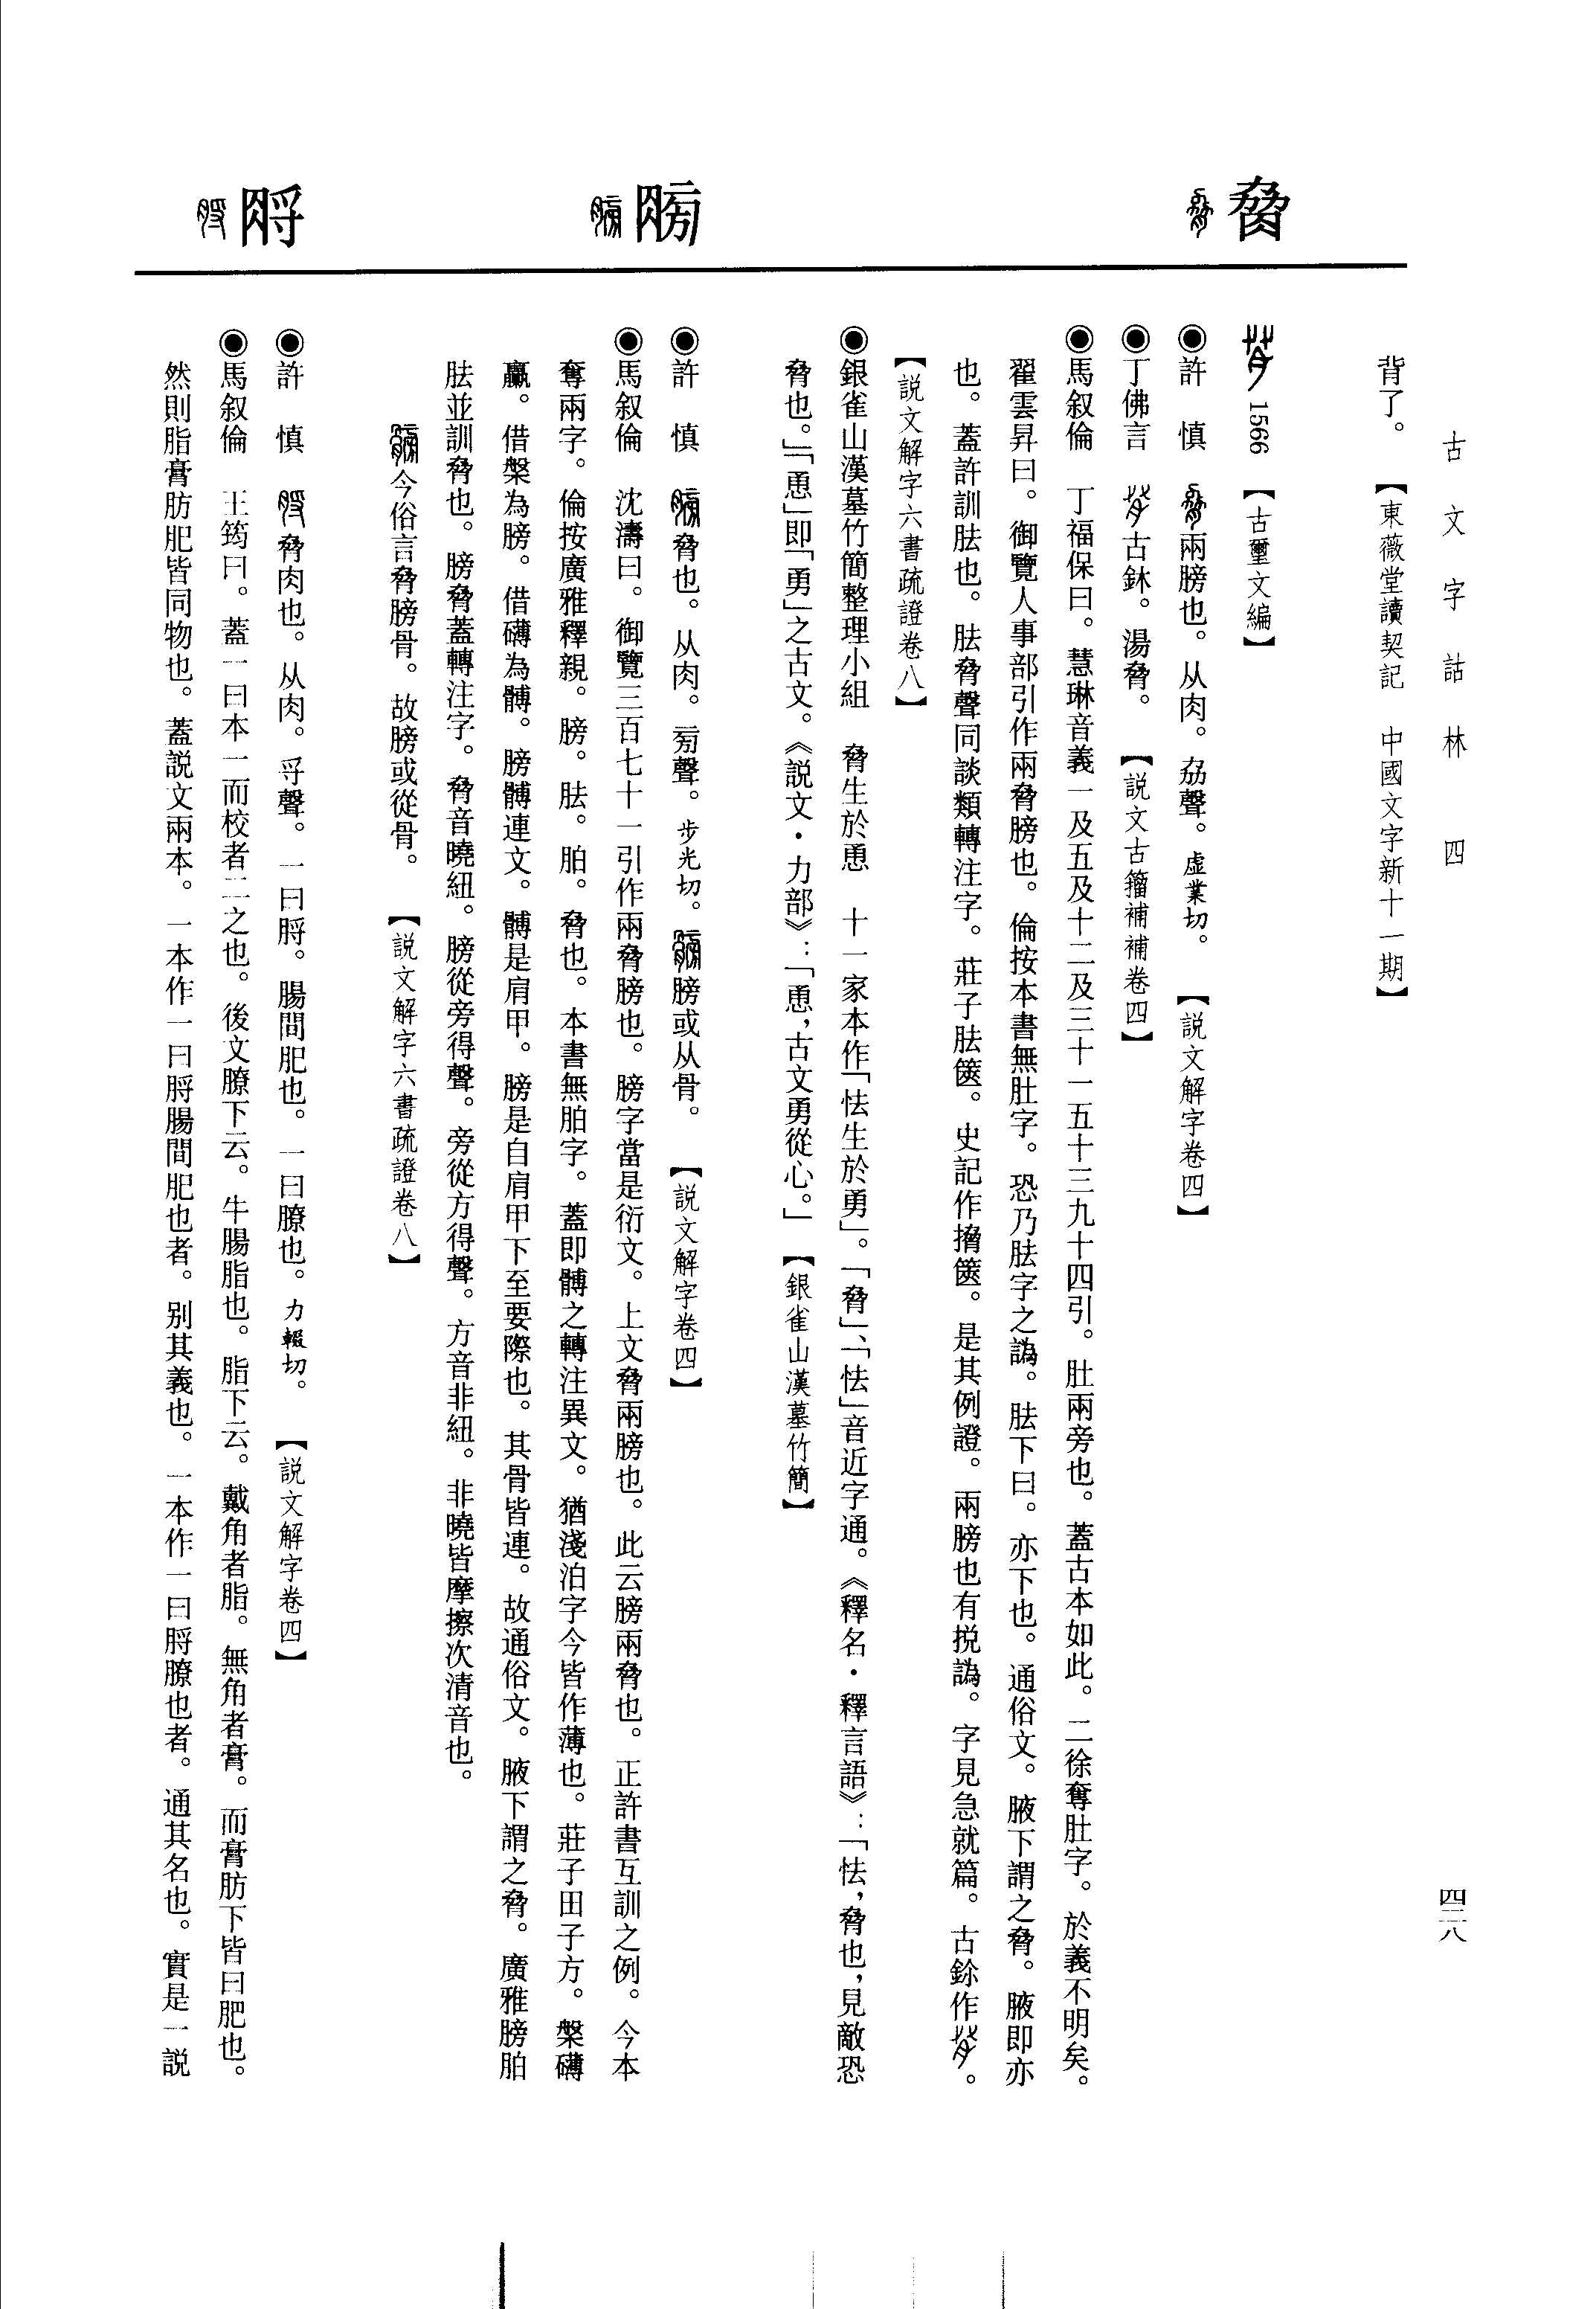 古文字詁林　四
四三八
脅
膀
脟
背了。【東薇堂讀契記　中國文字新十一期】
1566【古璽文編】
◉許　慎　兩膀也。从肉。劦聲。虛業切。【說文解字卷四】
◉丁佛言　古鉥。湯脅。【說文古籀補補卷四】
◉馬叙倫　丁福保曰。慧琳音義一及五及十二及三十一五十三九十四引。肚兩旁也。蓋古本如此。二徐奪肚字。於義不明矣。
翟雲昇曰。御覽人事部引作兩脅膀也。倫按本書無肚字。恐乃胠字之譌。胠下曰。亦下也。通俗文。腋下謂之脅。腋即亦
也。蓋許訓胠也。胠脅聲同談類轉注字。莊子胠篋。史記作搚篋。是其例證。兩膀也有挩譌。字見急就篇。古鉩作。
【說文解字六書疏證卷八】
◉銀雀山漢墓竹簡整理小組　脅生於恿　十一家本作「怯生於勇」。「脅」、「怯」音近字通。《釋名・釋言語》：「怯，脅也，見敵恐
脅也。」「恿」即「勇」之古文。《說文・力部》：「恿，古文勇從心。」【銀雀山漢墓竹簡】
◉許　慎　脅也。从肉。旁聲。步光切。膀或从骨。【說文解字卷四】
◉馬叙倫　沈濤曰。御覽三百七十一引作兩脅膀也。膀字當是衍文。上文脅兩膀也。此云膀兩脅也。正許書互訓之例。今本
奪兩字。倫按廣雅釋親。膀。胠。胉。脅也。本書無胉字。蓋即髆之轉注異文。猶淺泊字今皆作薄也。莊子田子方。槃礴
臝。借槃為膀。借礴為髆。膀髆連文。髆是肩甲。膀是自肩甲下至要際也。其骨皆連。故通俗文。腋下謂之脅。廣雅膀胉
胠並訓脅也。膀脅蓋轉注字。脅音曉紐。膀從旁得聲。旁從方得聲。方音非紐。非曉皆摩擦次清音也。
今俗言脅膀骨。故膀或從骨。【說文解字六書疏證卷八】
◉許　慎　脅肉也。从肉。寽聲。一曰脟。腸間肥也。一曰膫也。力輟切。【說文解字卷四】
◉馬叙倫　王筠曰。蓋一曰本一而校者二之也。後文膫下云。牛腸脂也。脂下云。戴角者脂。無角者膏。而膏肪下皆曰肥也。
然則脂膏肪肥皆同物也。蓋說文兩本。一本作一曰脟腸間肥也者。别其義也。一本作一曰脟膫也者。通其名也。實是一説